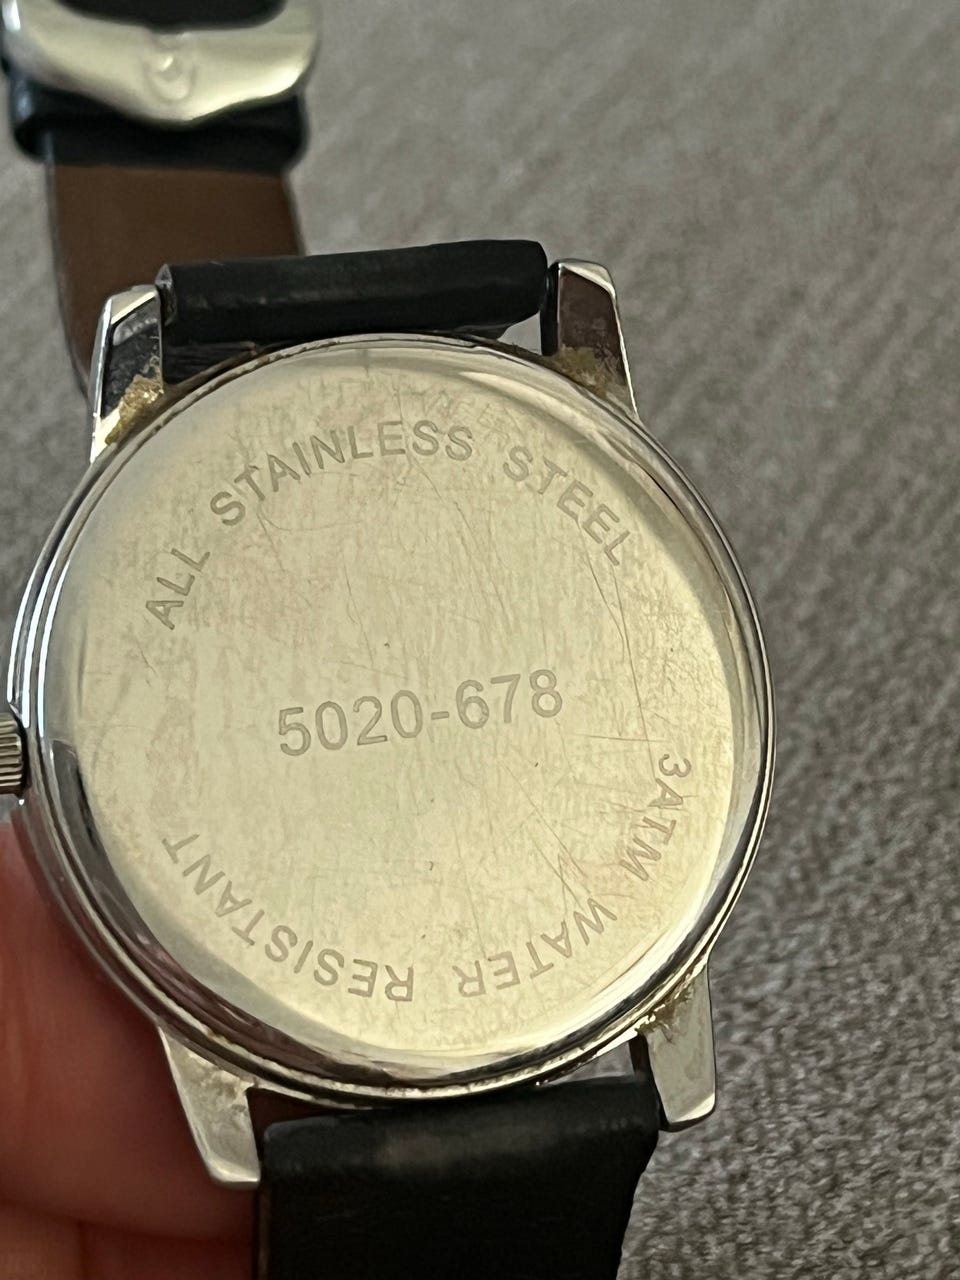 ALL STAINLESS STEEL
5020-678
3ATM WATER RESISTANT